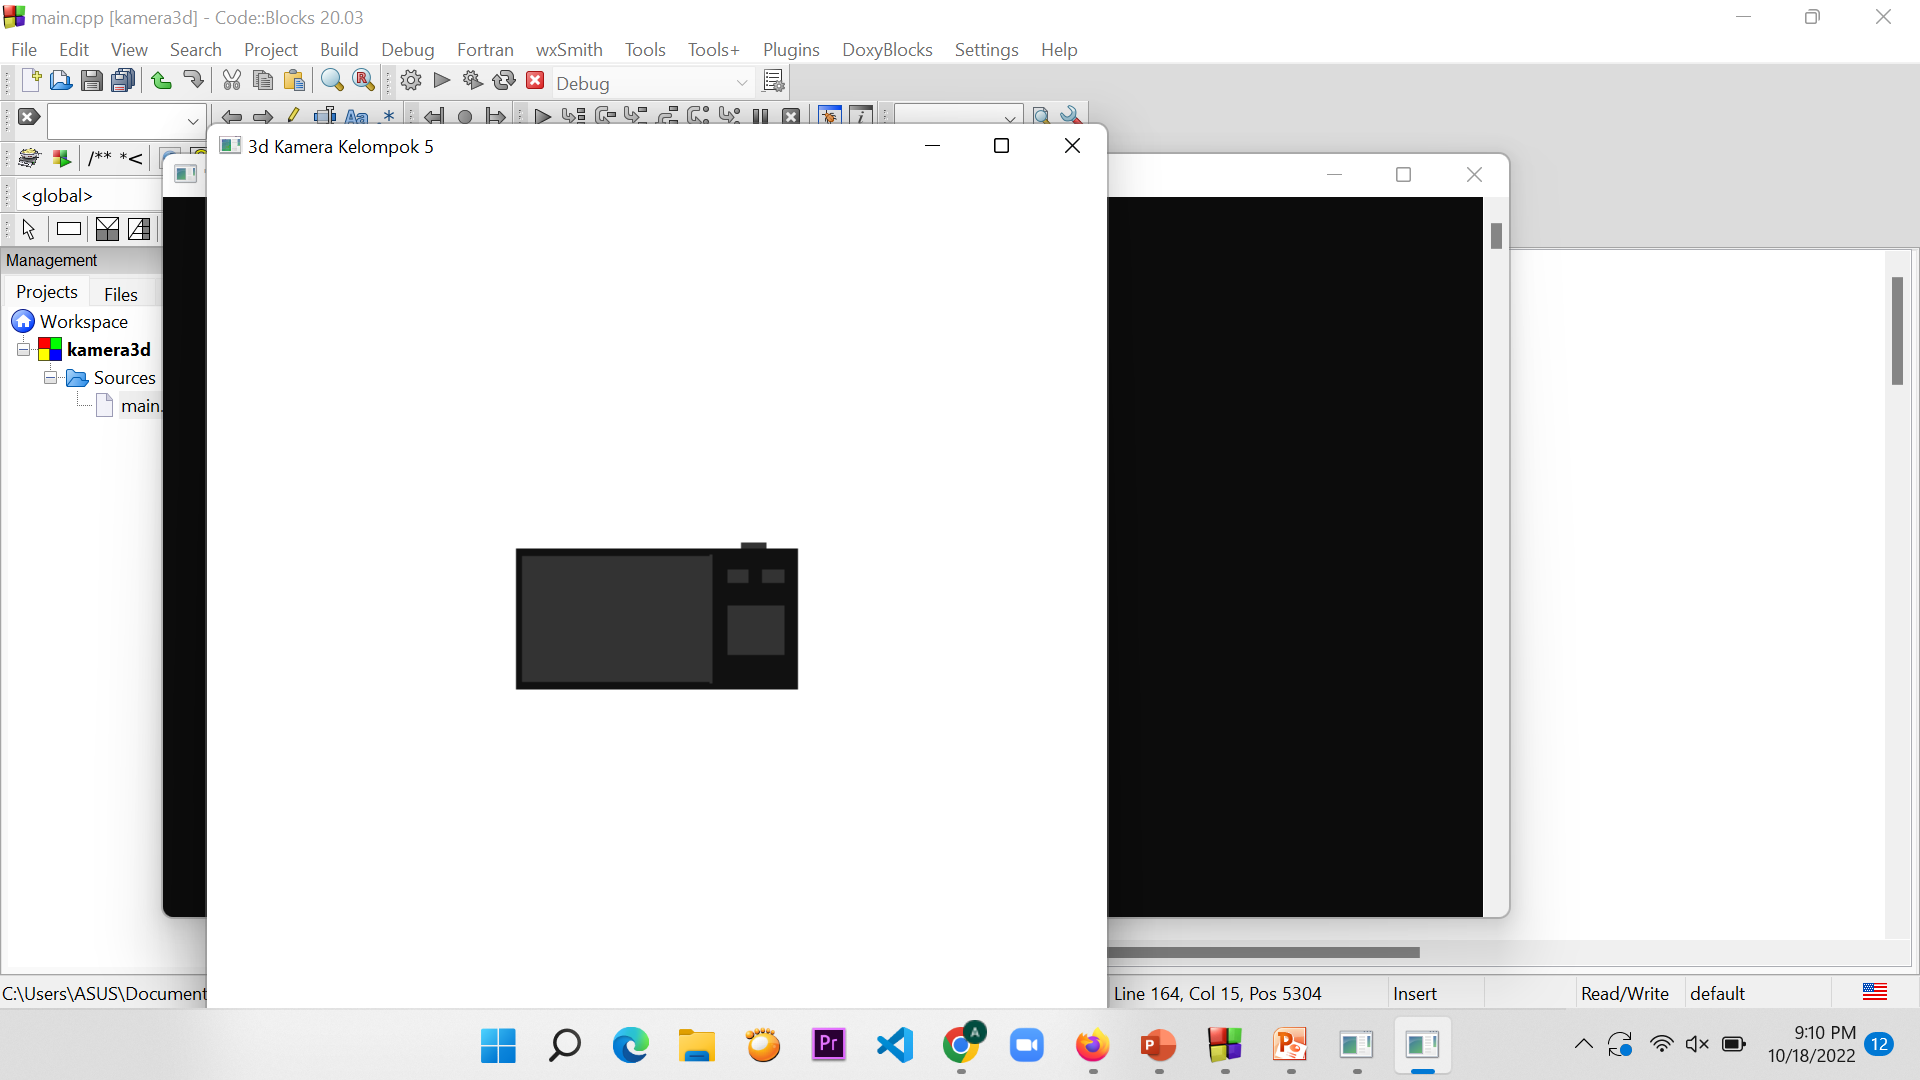 main.cpp [kamera3d] - Code::Blocks 20.03
File Edit View Search Project Build Debug Fortran wxSmith Tools Tools+ Plugins DoxyBlocks Settings Help
Debug
/** *<
3d Kamera Kelompok 5
<global>
Management
Projects Files
Workspace
kamera3d
Sources
main.
C:\Users\ASUS\Document
Line 164, Col 15, Pos 5304
Insert
Read/Write
default
9:10 PM
10/18/2022
12